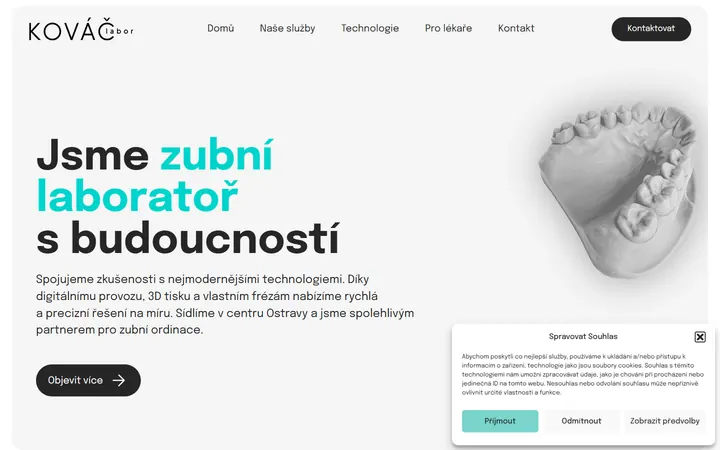 KOVÁČ labor
Domů
Naše služby
Technologie
Pro lékaře
Kontakt
Kontaktovat
Jsme zubní
laboratoř
s budoucností
Spojujeme zkušenosti s nejmodernějšími technologiemi. Díky
digitálnímu provozu, 3D tisku a vlastním frézám nabízíme rychlá
a precizní řešení na míru. Sídlíme v centru Ostravy a jsme spolehlivým
partnerem pro zubní ordinace.
Objevit více
Spravovat Souhlas
Abychom poskytli co nejlepší služby, používáme k ukládání a/nebo přístupu k
informacím o zařízení, technologie jako jsou soubory cookies. Souhlas s těmito
technologiemi nám umožní zpracovávat údaje, jako je chování při procházení nebo
jedinečná ID na tomto webu. Nesouhlas nebo odvolání souhlasu může nepříznivě
ovlivnit určité vlastnosti a funkce.
Příjmout
Odmítnout
Zobrazit předvolby